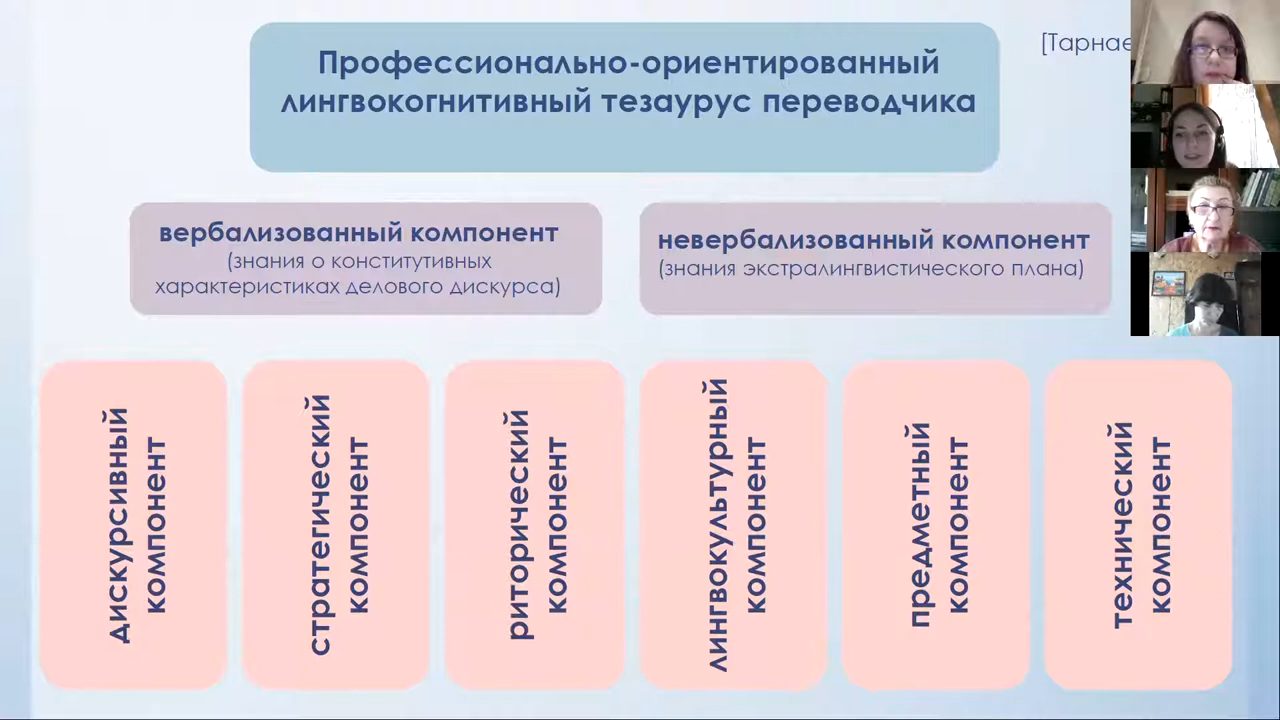 Профессионально-ориентированный
лингвокогнитивный тезаурус переводчика
вербализованный компонент
(знания о конститутивных
характеристиках делового дискурса)
невербализованный компонент
(знания экстралингвистического плана)
дискурсивный
компонент
стратегический
компонент
риторический
компонент
лингвокультурный
компонент
предметный
компонент
технический
компонент